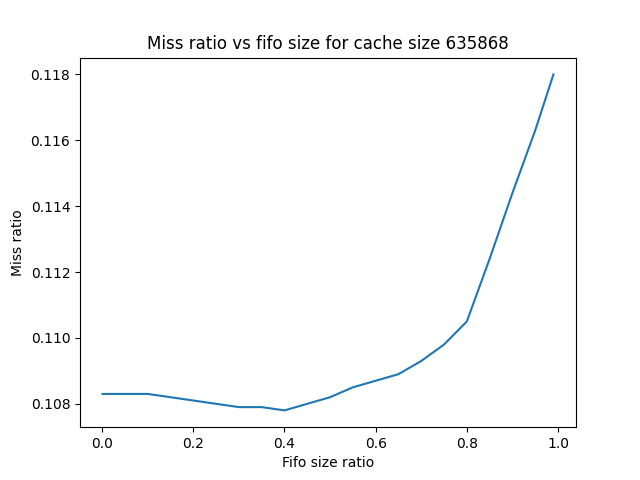 Miss ratio vs fifo size for cache size 635868
0.118
0.116
0.114
0.112
0.110
0.108
Miss ratio
0.0 0.2 0.4 0.6 0.8 1.0
Fifo size ratio